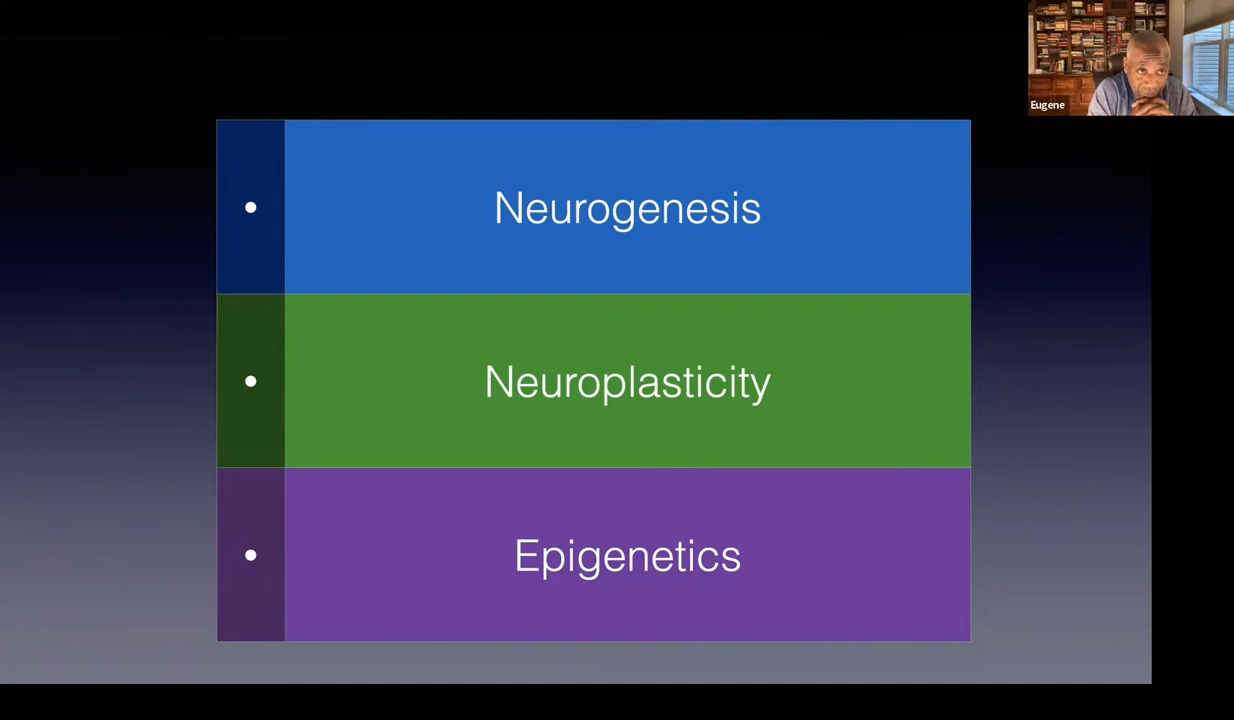 Eugene
• Neurogenesis
• Neuroplasticity
• Epigenetics